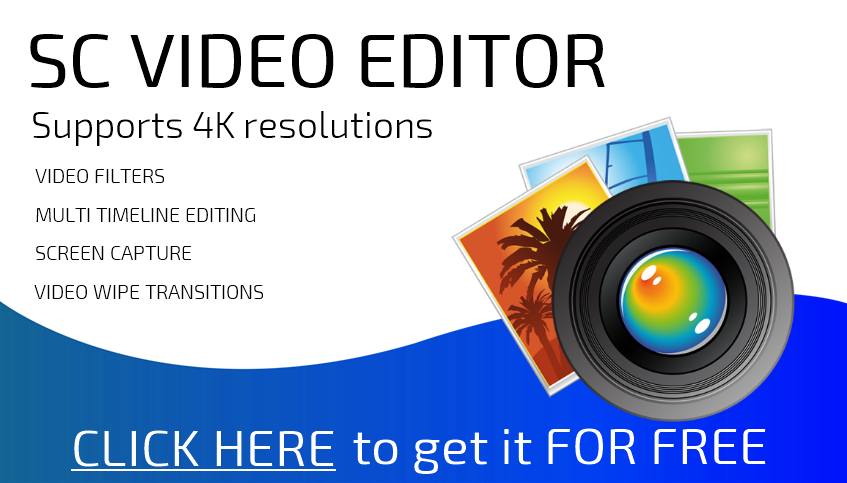 SC VIDEO EDITOR
Supports 4K resolutions
VIDEO FILTERS
MULTI TIMELINE EDITING
SCREEN CAPTURE
VIDEO WIPE TRANSITIONS
CLICK HERE to get it FOR FREE